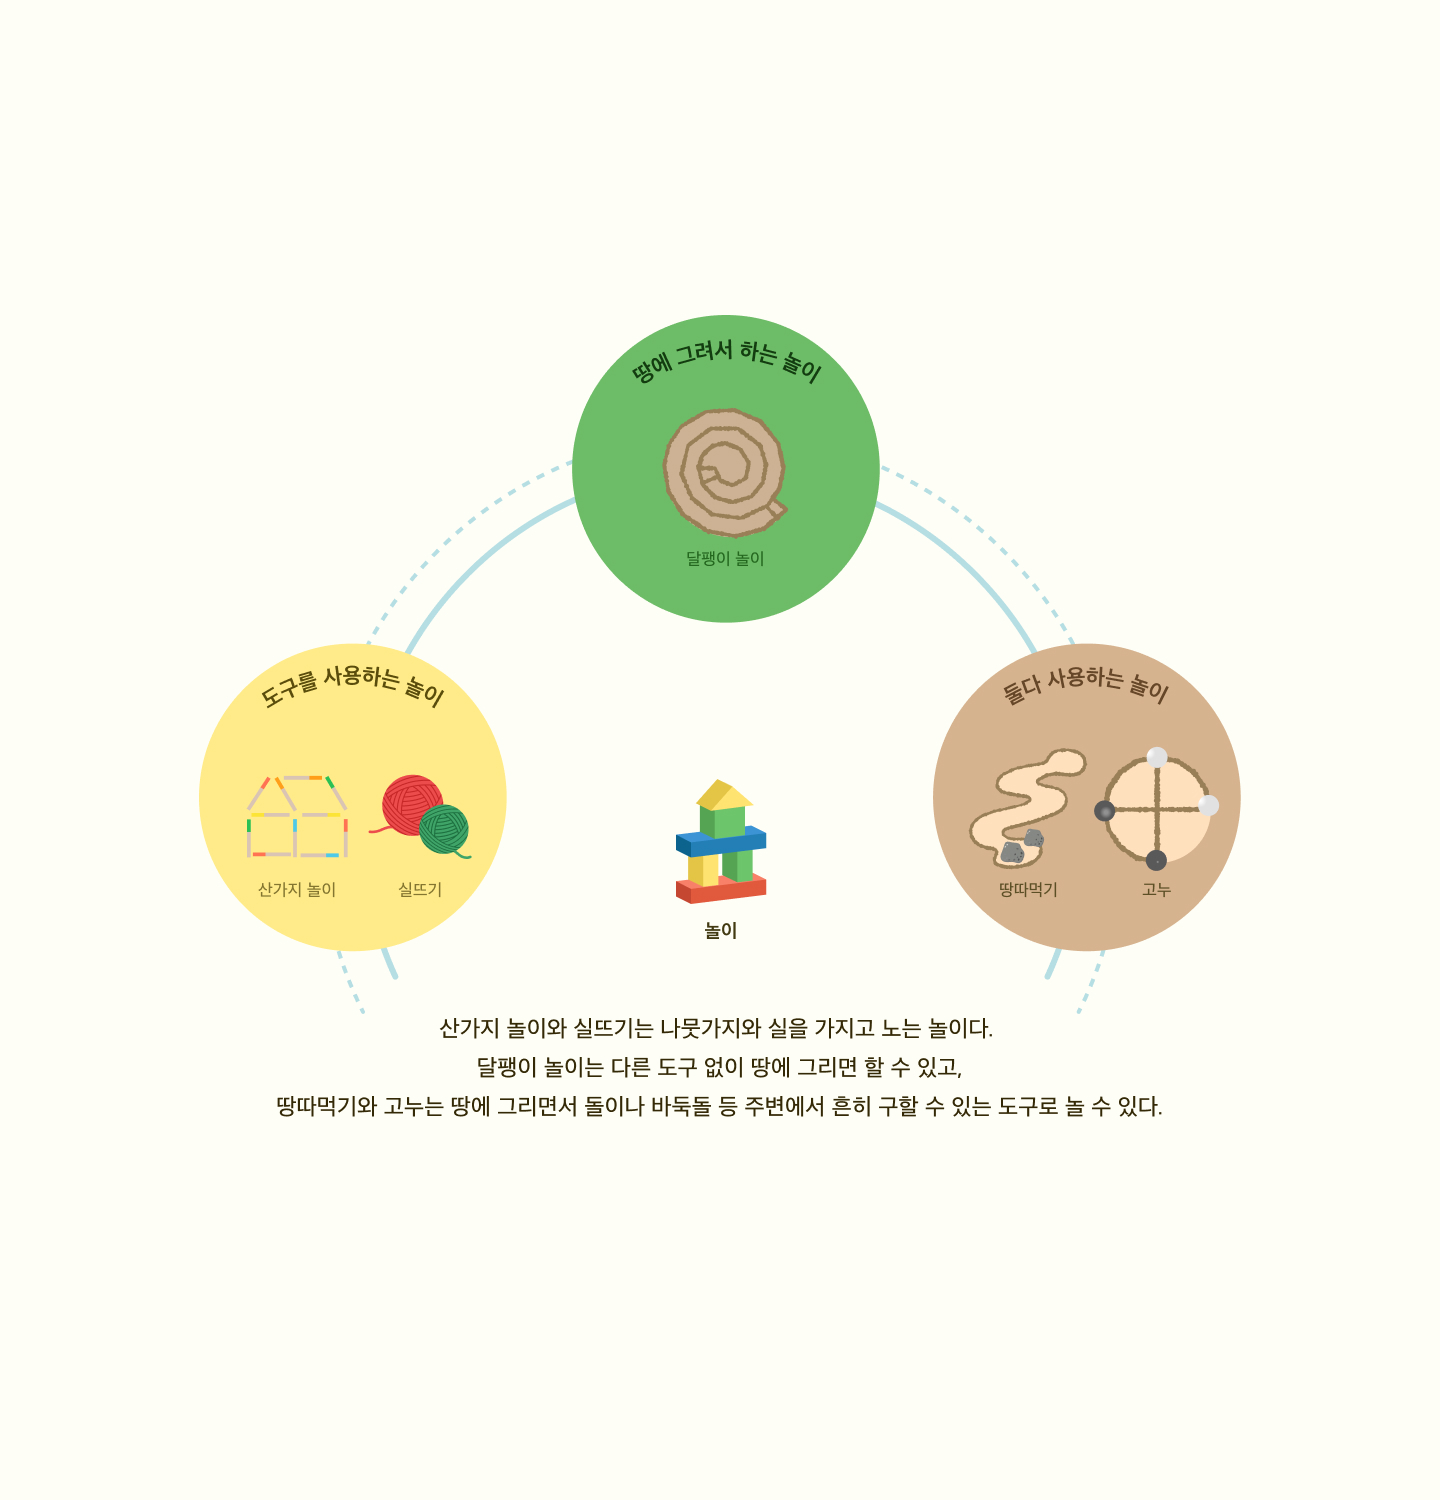 땅에 그려서 하는 놀이
달팽이 놀이
도구를 사용하는 놀이
산가지 놀이
실뜨기
둘다 사용하는 놀이
땅따먹기
고누
놀이
산가지 놀이와 실뜨기는 나뭇가지와 실을 가지고 노는 놀이다.
달팽이 놀이는 다른 도구 없이 땅에 그리면 할 수 있고,
땅따먹기와 고누는 땅에 그리면서 돌이나 바둑돌 등 주변에서 흔히 구할 수 있는 도구로 놀 수 있다.